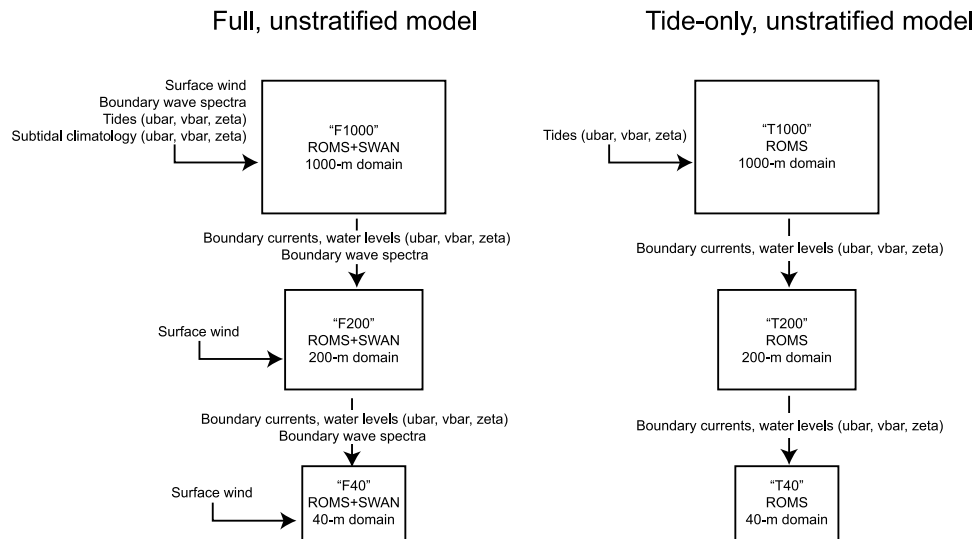 Full, unstratified model
Surface wind
Boundary wave spectra
Tides (ubar, vbar, zeta)
Subtidal climatology (ubar, vbar, zeta)
“F1000”
ROMS+SWAN
1000-m domain
Boundary currents, water levels (ubar, vbar, zeta)
Boundary wave spectra
Surface wind
“F200”
ROMS+SWAN
200-m domain
Boundary currents, water levels (ubar, vbar, zeta)
Boundary wave spectra
Surface wind
“F40”
ROMS+SWAN
40-m domain
Tide-only, unstratified model
Tides (ubar, vbar, zeta)
“T1000”
ROMS
1000-m domain
Boundary currents, water levels (ubar, vbar, zeta)
“T200”
ROMS
200-m domain
Boundary currents, water levels (ubar, vbar, zeta)
“T40”
ROMS
40-m domain